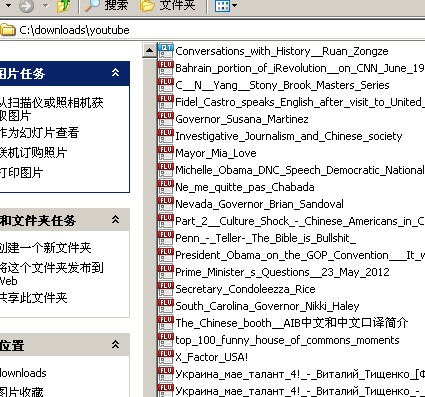 搜索 文件夹
C:\downloads\youtube
图片任务
从扫描仪或照相机获
取图片
作为幻灯片查看
联机订购照片
打印图片
和文件夹任务
创建一个新文件夹
将这个文件夹发布到
Web
共享此文件夹
位置
downloads
图片收藏
Conversations_with_History__Ruan_Zongze
Bahrain_portion_of_iRevolution__on_CNN_June_19
C__N__Yang__Stony_Brook_Masters_Series
Fidel_Castro_speaks_English_after_visit_to_United_
Governor_Susana_Martinez
Investigative_Journalism_and_Chinese_society
Mayor_Mia_Love
Michelle_Obama_DNC_Speech_Democratic_National
Ne_me_quitte_pas_Chabada
Nevada_Governor_Brian_Sandoval
Part_2__Culture_Shock_-_Chinese_Americans_in_C
Penn_-_Teller-_The_Bible_is_Bullshit_
President_Obama_on_the_GOP_Convention___It_w
Prime_Minister_s_Questions__23_May_2012
Secretary_Condoleezza_Rice
South_Carolina_Governor_Nikki_Haley
The_Chinese_booth__AIB中文和中文口译简介
top_100_funny_house_of_commons_moments
X_Factor_USA!
Україна_має_талант_4!_-_Виталий_Тищенко_[Ф
Україна_має_талант_4!_-_Виталий_Тищенко_-_